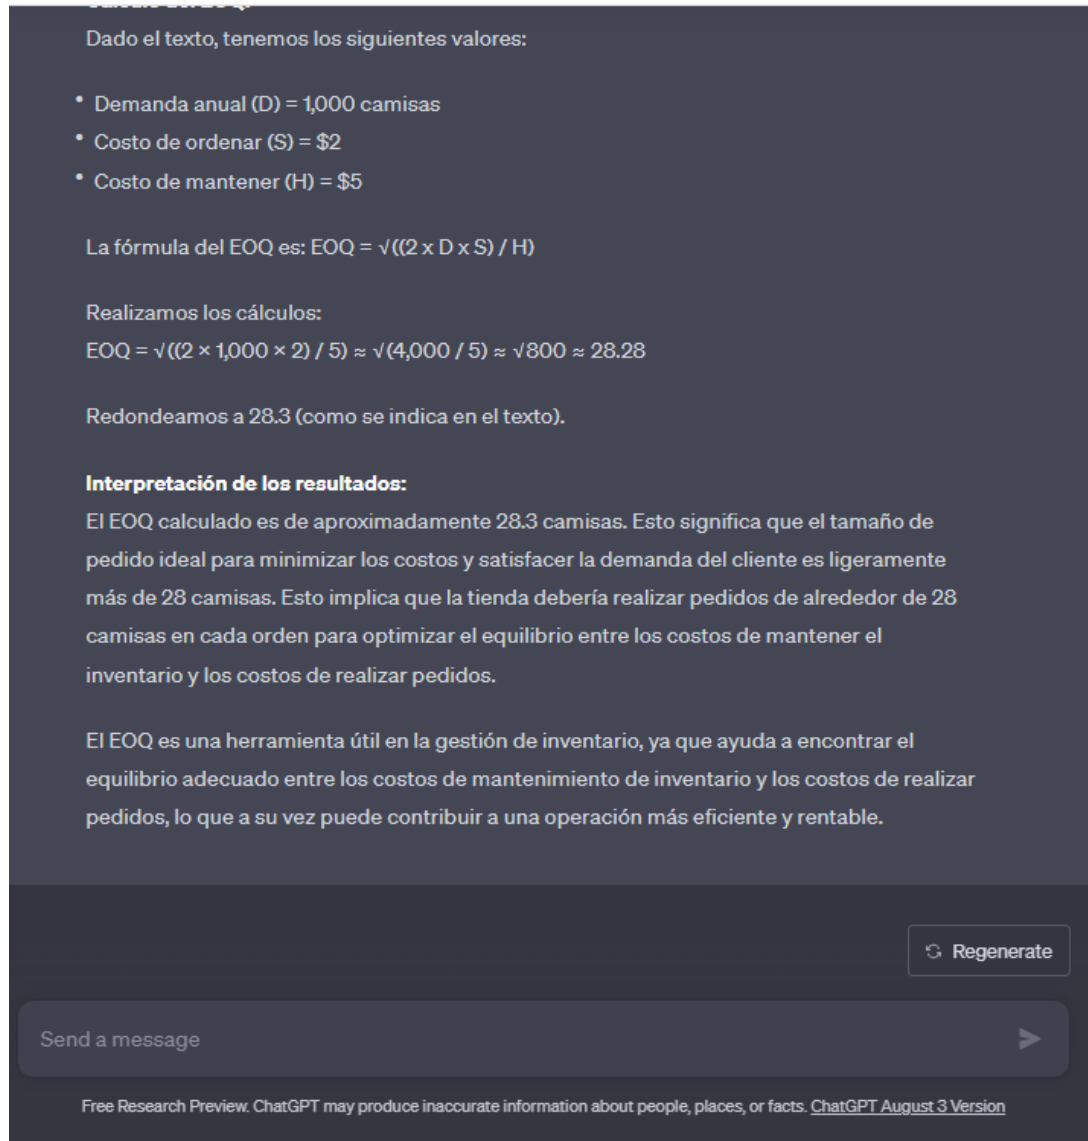 Dado el texto, tenemos los siguientes valores:
• Demanda anual (D) = 1,000 camisas
• Costo de ordenar (S) = $2
• Costo de mantener (H) = $5
La fórmula del EOQ es: EOQ = √((2 x D x S) / H)
Realizamos los cálculos:
EOQ = √((2 × 1,000 × 2) / 5) ≈ √(4,000 / 5) ≈ √800 ≈ 28.28
Redondeamos a 28.3 (como se indica en el texto).
Interpretación de los resultados:
El EOQ calculado es de aproximadamente 28.3 camisas. Esto significa que el tamaño de
pedido ideal para minimizar los costos y satisfacer la demanda del cliente es ligeramente
más de 28 camisas. Esto implica que la tienda debería realizar pedidos de alrededor de 28
camisas en cada orden para optimizar el equilibrio entre los costos de mantener el
inventario y los costos de realizar pedidos.
El EOQ es una herramienta útil en la gestión de inventario, ya que ayuda a encontrar el
equilibrio adecuado entre los costos de mantenimiento de inventario y los costos de realizar
pedidos, lo que a su vez puede contribuir a una operación más eficiente y rentable.
Regenerate
Send a message
Free Research Preview. ChatGPT may produce inaccurate information about people, places, or facts. ChatGPT August 3 Version